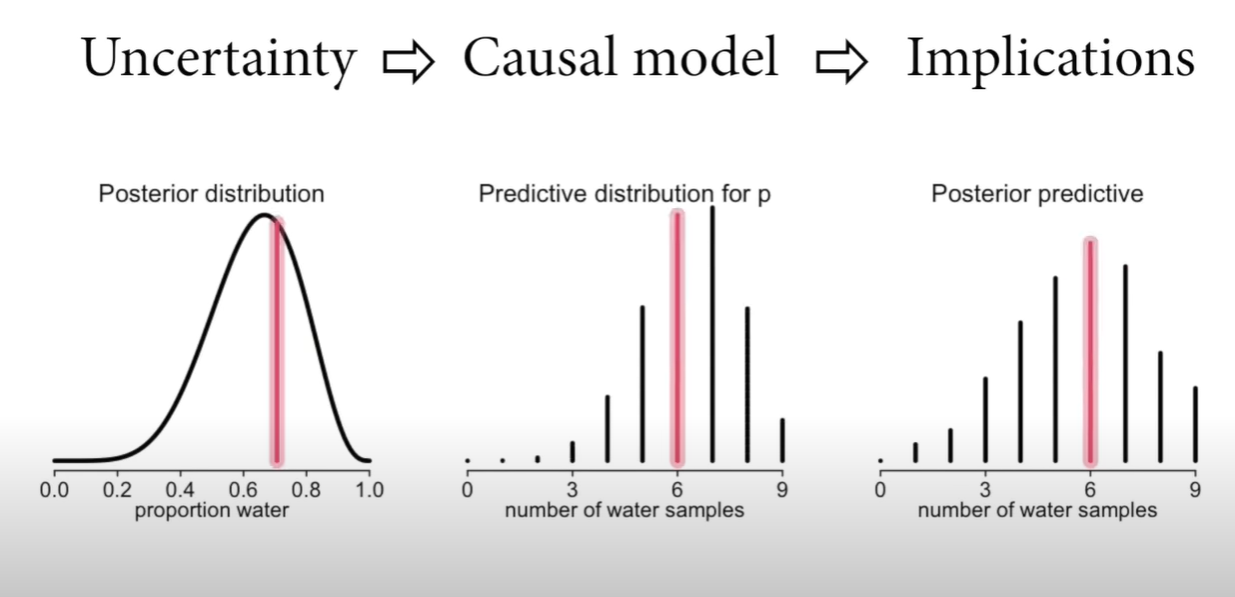 Uncertainty ⇨ Causal model ⇨ Implications
Posterior distribution
0.0 0.2 0.4 0.6 0.8 1.0
proportion water
Predictive distribution for p
0 3 6 9
number of water samples
Posterior predictive
0 3 6 9
number of water samples